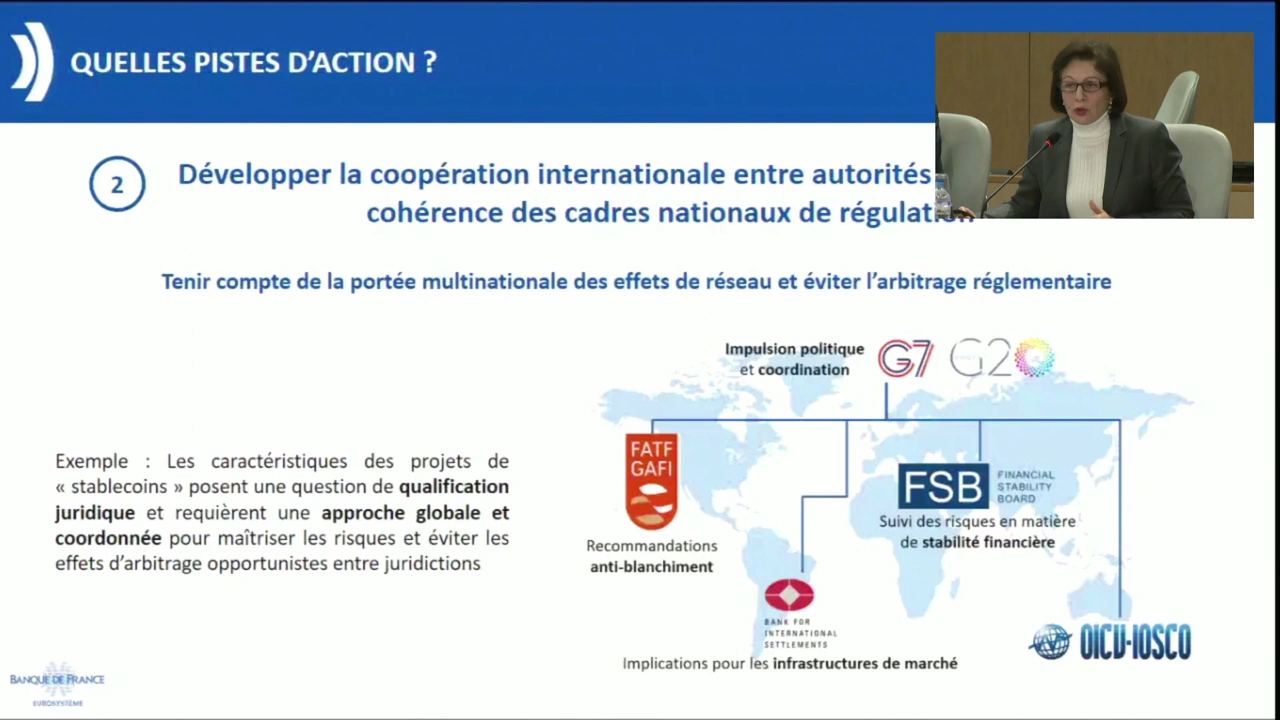 QUELLES PISTES D'ACTION ?
2
Développer la coopération internationale entre autorités
cohérence des cadres nationaux de régulation
Tenir compte de la portée multinationale des effets de réseau et éviter l'arbitrage réglementaire
Impulsion politique
et coordination
G7
G20
Exemple : Les caractéristiques des projets de
« stablecoins » posent une question de qualification
juridique et requièrent une approche globale et
coordonnée pour maîtriser les risques et éviter les
effets d'arbitrage opportunistes entre juridictions
FATF
GAFI
Recommandations
anti-blanchiment
FSB
FINANCIAL
STABILITY
BOARD
Suivi des risques en matière
de stabilité financière
BANK FOR
INTERNATIONAL
SETTLEMENTS
Implications pour les infrastructures de marché
OICU-IOSCO
BANQUE DE FRANCE
EUROSYSTÈME